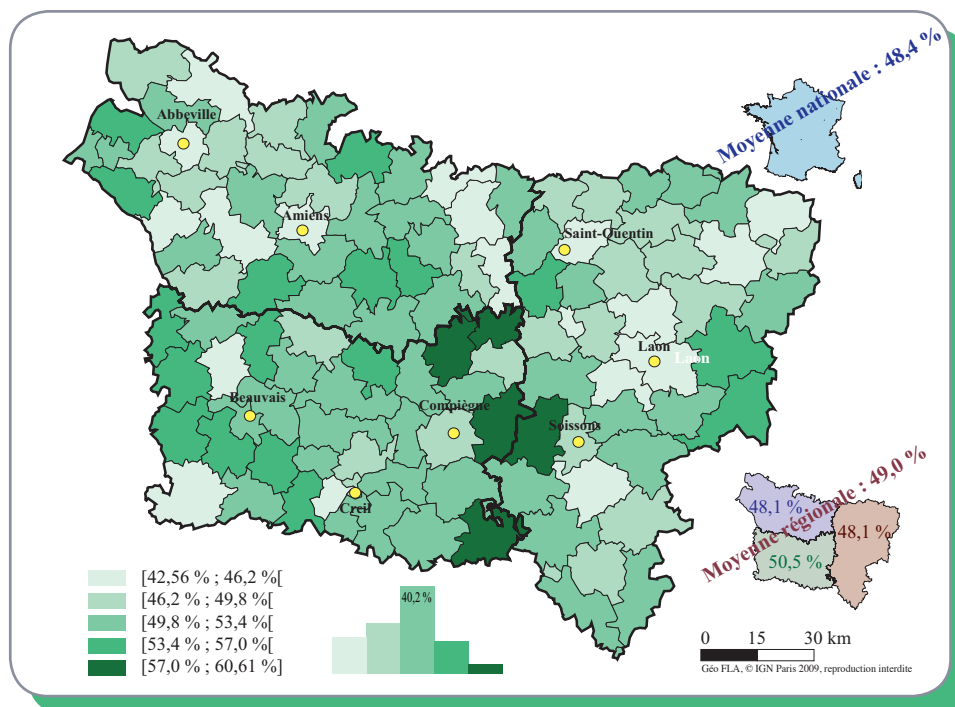 Moyenne nationale : 48,4 %
Abbeville
Amiens
Saint-Quentin
Laon
Laon
Beauvais
Compiègne
Soissons
Creil
Moyenne régionale : 49,0 %
48,1 %
48,1 %
50,5 %
[42,56 % ; 46,2 %[
[46,2 % ; 49,8 %[
[49,8 % ; 53,4 %[
[53,4 % ; 57,0 %[
[57,0 % ; 60,61 %]
40,2 %
0 15 30 km
Géo FLA, © IGN Paris 2009, reproduction interdite